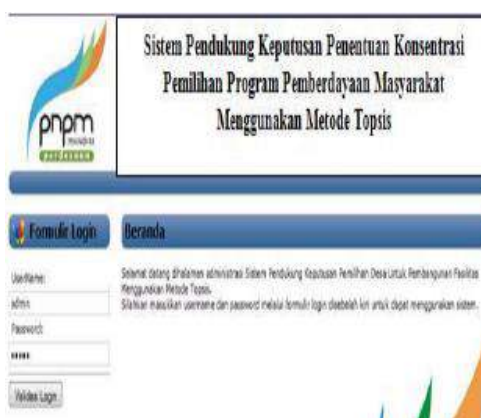 Sistem Pendukung Keputusan Penentuan Konsentrasi
Pemilihan Program Pemberdayaan Masyarakat
Menggunakan Metode Topsis
pnpm
perdesaan
Formulir Login
Beranda
UserName:
admin
Password:
Validasi Login
Selamat datang dihalaman administrasi Sistem Pendukung Keputusan Pemilihan Desa Untuk Pembangunan Fasilitas
Menggunakan Metode Topsis.
Silahkan masukkan username dan password melalui formulir login disebelah kiri untuk dapat menggunakan sistem.